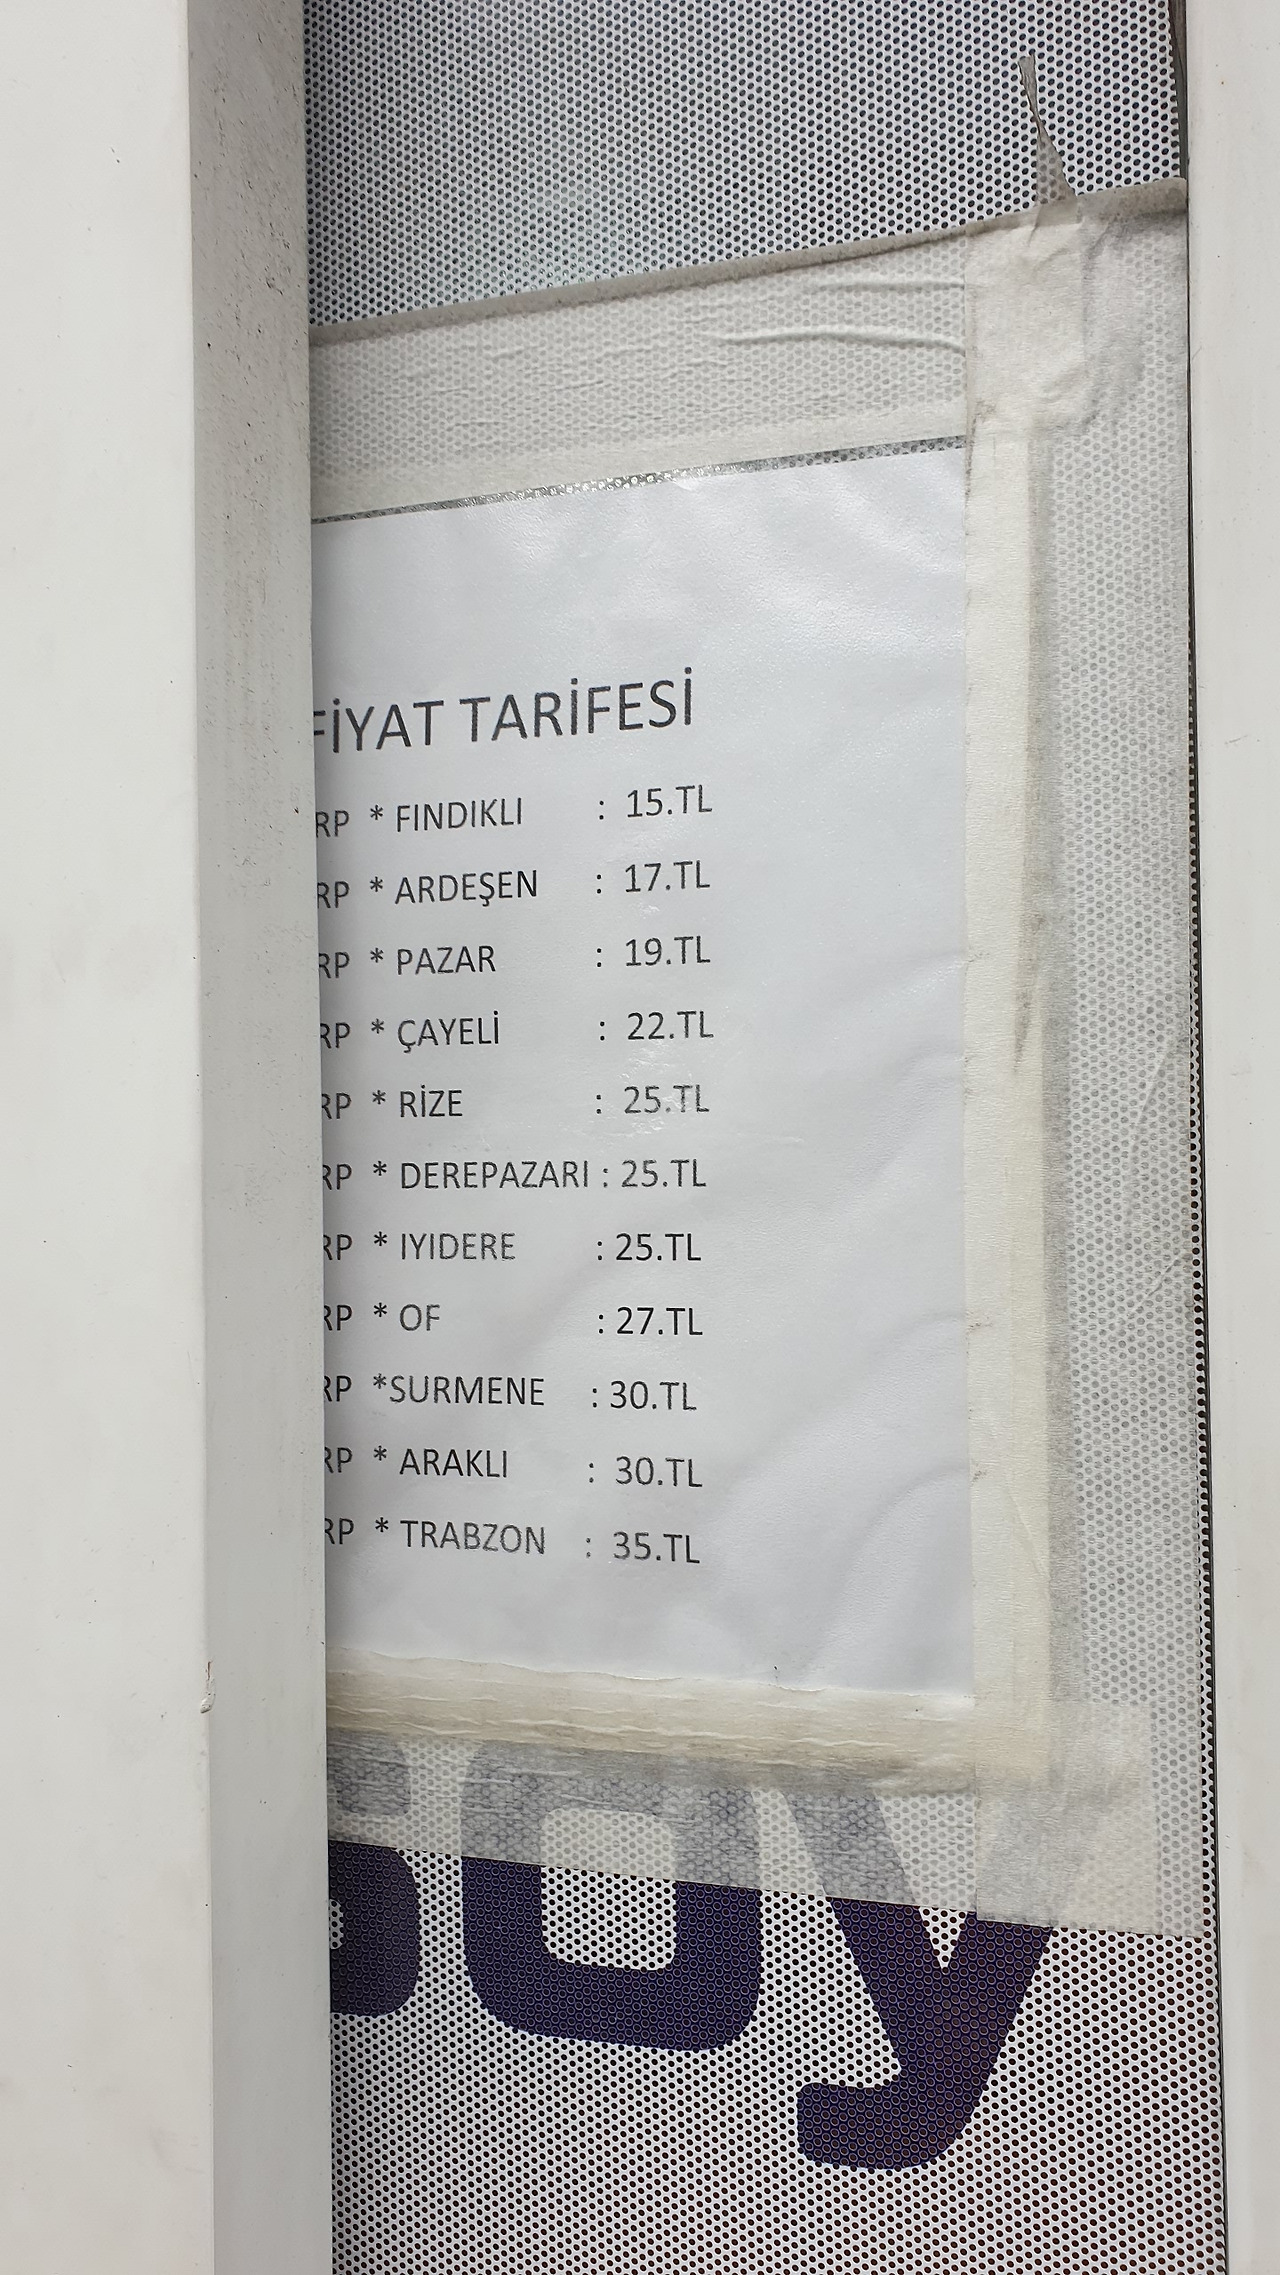 FİYAT TARİFESİ
RP * FINDIKLI : 15.TL
RP * ARDEŞEN : 17.TL
RP * PAZAR : 19.TL
RP * ÇAYELİ : 22.TL
RP * RİZE : 25.TL
RP * DEREPAZARI : 25.TL
RP * IYIDERE : 25.TL
RP * OF : 27.TL
RP *SURMENE : 30.TL
RP * ARAKLI : 30.TL
RP * TRABZON : 35.TL
soy